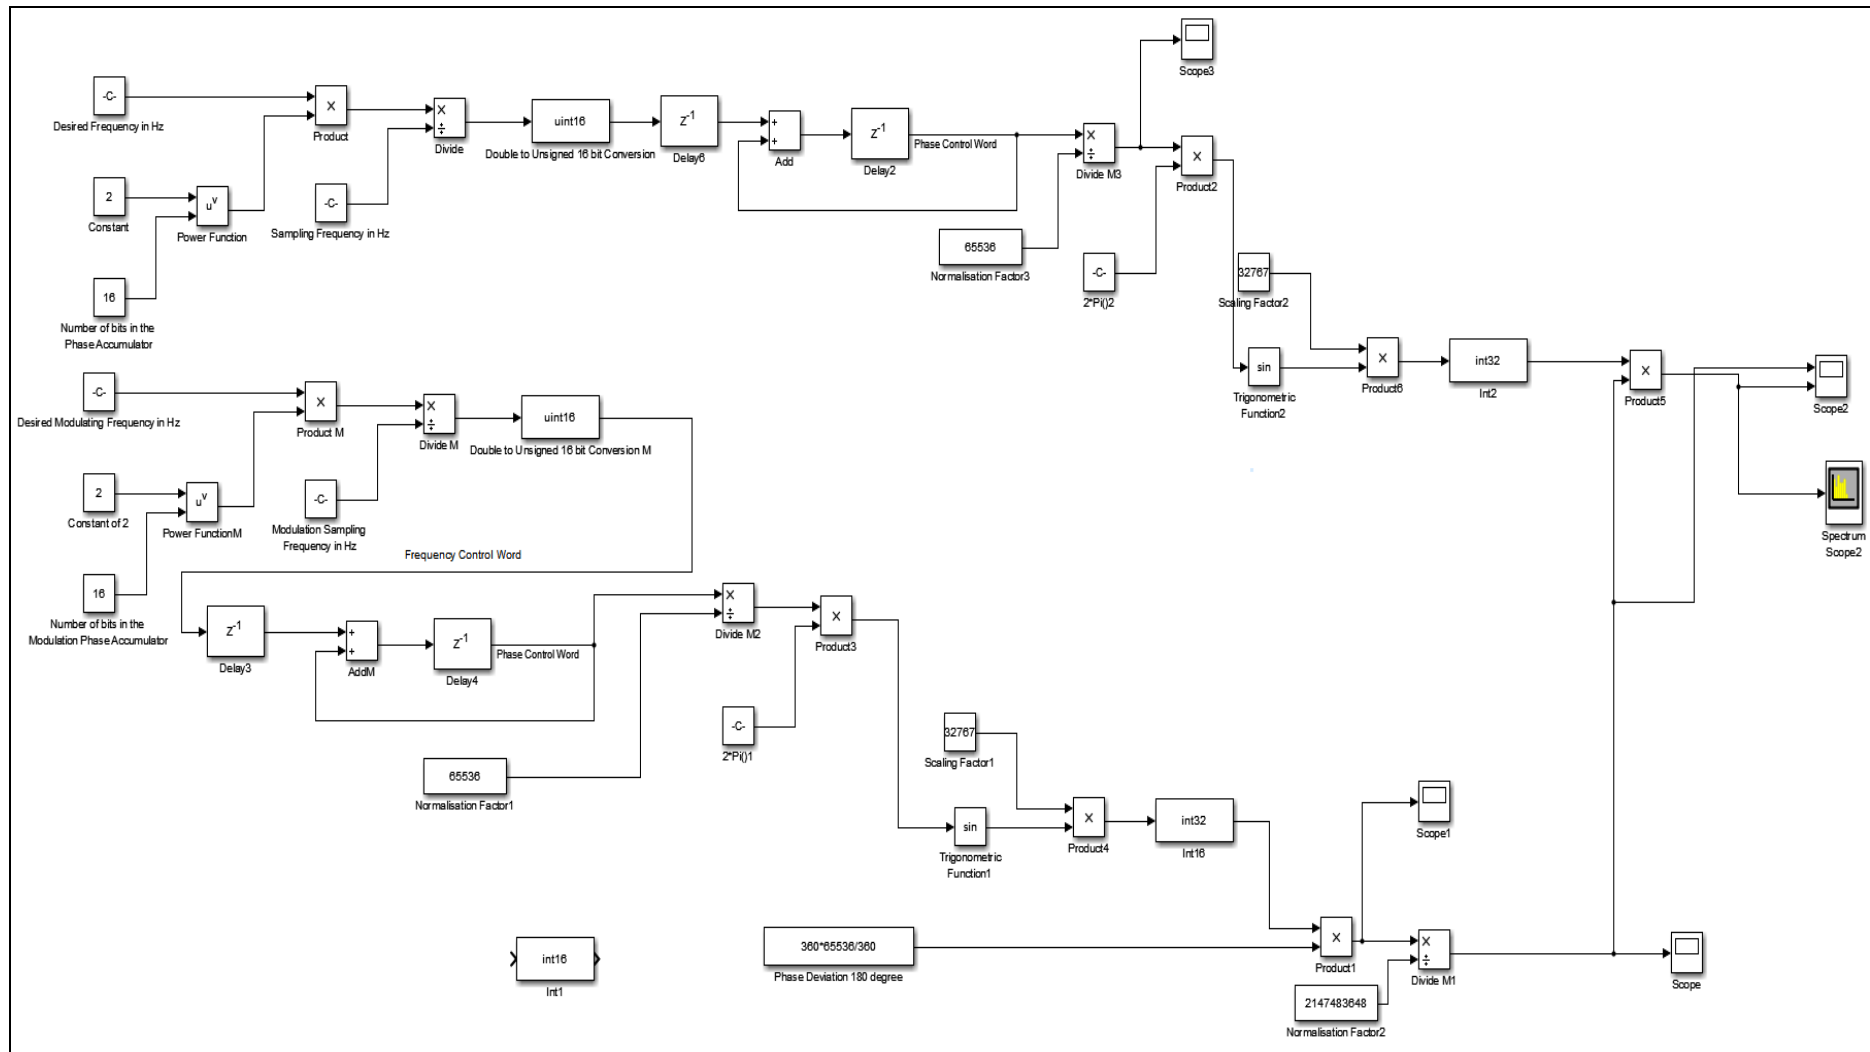 Scope3
-C-
Desired Frequency in Hz
X
Product
X
÷
Divide
uint16
Double to Unsigned 16 bit Conversion
z-1
Delay6
+
+
Add
z-1
Delay2
Phase Control Word
X
÷
Divide M3
X
Product2
2
Constant
uv
Power Function
-C-
Sampling Frequency in Hz
65536
Normalisation Factor3
-C-
2*Pi()2
32767
Scaling Factor2
16
Number of bits in the
Phase Accumulator
sin
Trigonometric
Function2
X
Product6
int32
Int2
X
Product5
Scope2
-C-
Desired Modulating Frequency in Hz
X
Product M
X
÷
Divide M
uint16
Double to Unsigned 16 bit Conversion M
2
Constant of 2
uv
Power FunctionM
-C-
Modulation Sampling
Frequency in Hz
Spectrum
Scope2
Frequency Control Word
16
Number of bits in the
Modulation Phase Accumulator
z-1
Delay3
+
+
AddM
z-1
Delay4
Phase Control Word
X
÷
Divide M2
X
Product3
-C-
2*Pi()1
65536
Normalisation Factor1
32767
Scaling Factor1
sin
Trigonometric
Function1
X
Product4
int32
Int16
Scope1
int16
Int1
360*65536/360
Phase Deviation 180 degree
X
Product1
X
÷
Divide M1
Scope
2147483648
Normalisation Factor2